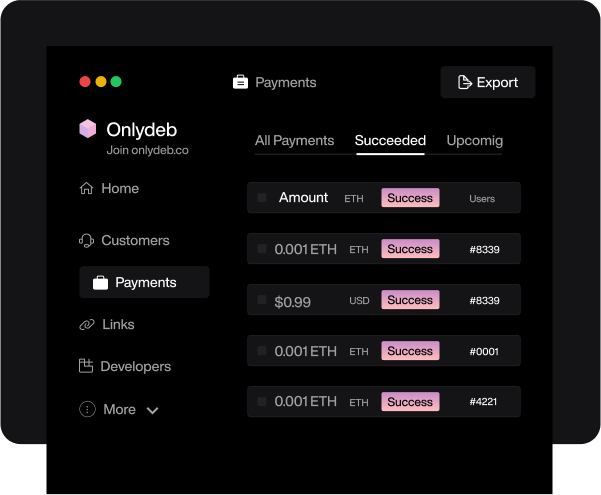 Payments
Export
Onlydeb
Join onlydeb.co
All Payments Succeeded Upcomig
Home
Amount ETH Success Users
Customers
0.001 ETH ETH Success #8339
Payments
$0.99 USD Success #8339
Links
0.001 ETH ETH Success #0001
Developers
0.001 ETH ETH Success #4221
More